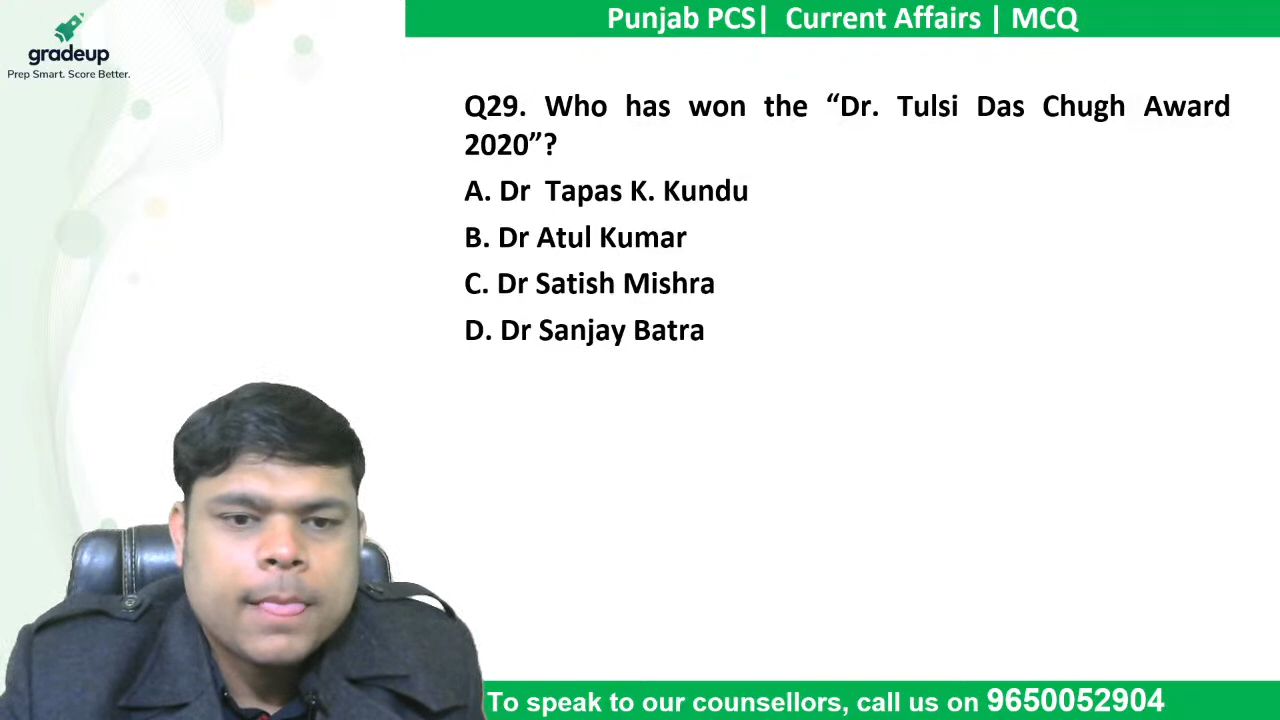 gradeup
Prep Smart. Score Better.
Punjab PCS| Current Affairs | MCQ
Q29. Who has won the “Dr. Tulsi Das Chugh Award
2020”?
A. Dr Tapas K. Kundu
B. Dr Atul Kumar
C. Dr Satish Mishra
D. Dr Sanjay Batra
To speak to our counsellors, call us on 9650052904